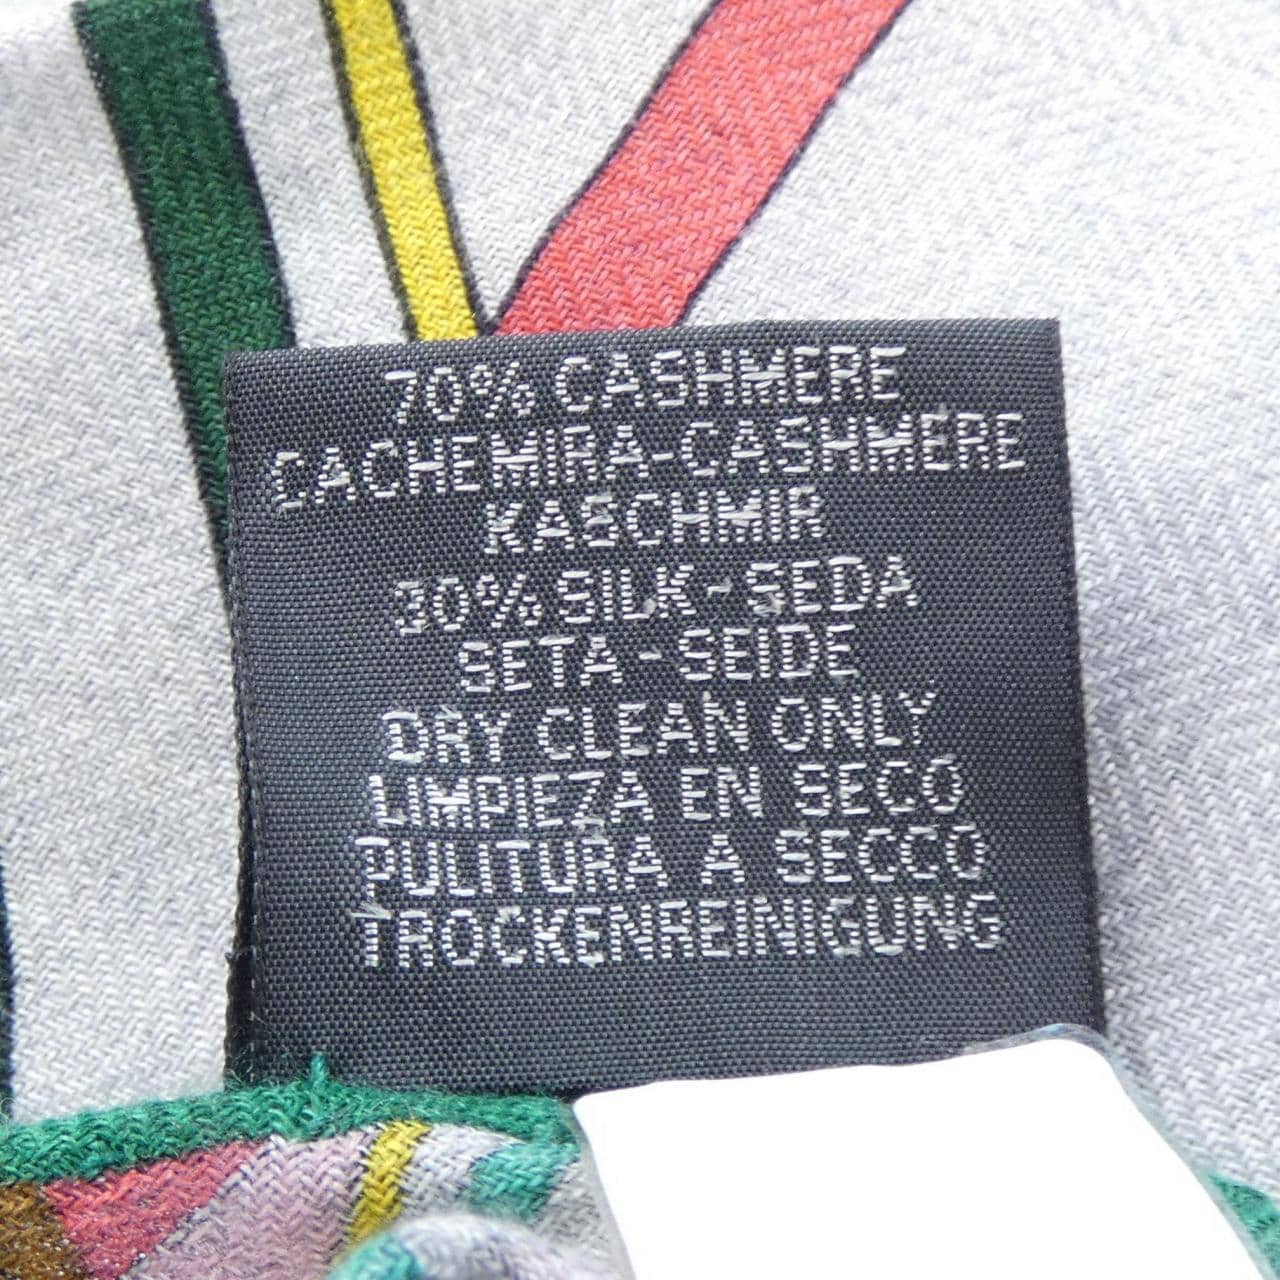 70% CASHMERE
CACHEMIRA-CASHMERE
KASCHMIR
30% SILK-SEDA
SETA-SEIDE
DRY CLEAN ONLY
LIMPIEZA EN SECO
PULITURA A SECCO
TROCKENREINIGUNG